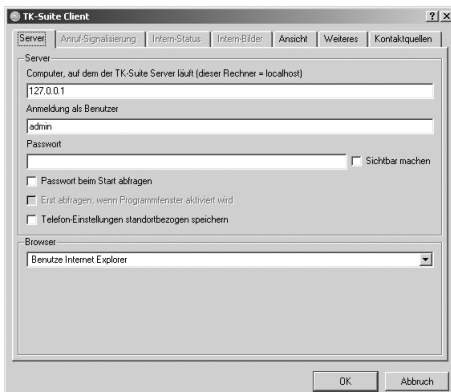 TK-Suite Client
Server Anruf-Signalisierung Intern-Status Intern-Bilder Ansicht Weiteres Kontaktquellen
Server
Computer, auf dem der TK-Suite Server läuft (dieser Rechner = localhost)
127.0.0.1
Anmeldung als Benutzer
admin
Passwort
Sichtbar machen
Passwort beim Start abfragen
Erst abfragen, wenn Programmfenster aktiviert wird
Telefon-Einstellungen standortbezogen speichern
Browser
Benutze Internet Explorer
OK Abbruch